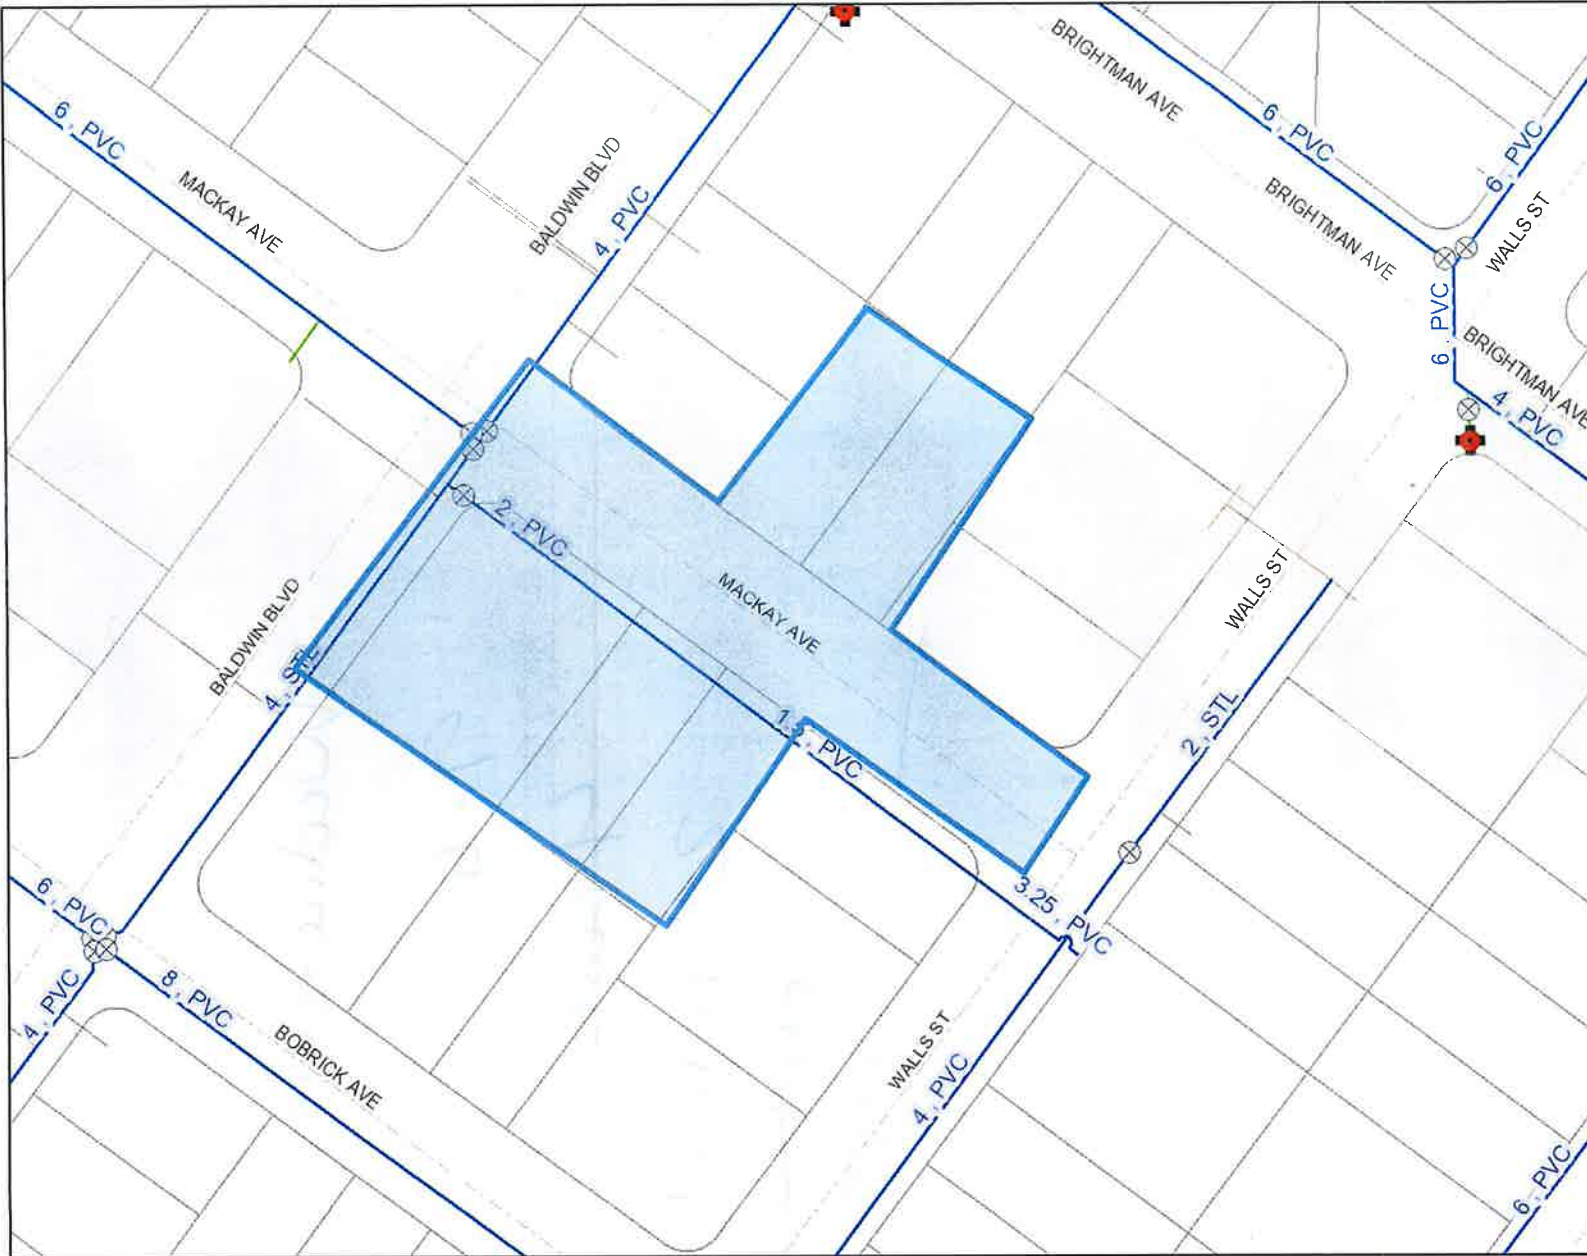 BRIGHTMAN AVE
6 , PVC
6 , PVC
6 , PVC
MACKAY AVE
BALDWIN BLVD
4 , PVC
BRIGHTMAN AVE
WALLS ST
6 , PVC
BRIGHTMAN AVE
4 , PVC
2 , PVC
MACKAY AVE
WALLS ST
BALDWIN BLVD
4 , STL
2 , STL
PVC
3.25 , PVC
6 , PVC
4 , PVC
8 , PVC
BOBRICK AVE
WALLS ST
4 , PVC
6 , PVC